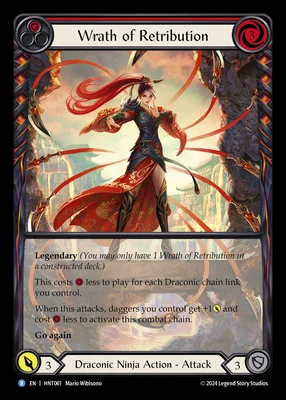 Wrath of Retribution
Legendary (You may only have 1 Wrath of Retribution in
a constructed deck.)
This costs less to play for each Draconic chain link
you control.
When this attacks, daggers you control get +1 and
cost less to activate this combat chain.
Go again
3
Draconic Ninja Action - Attack
3
R EN | HNT061 Mario Wibisono
© 2024 Legend Story Studios